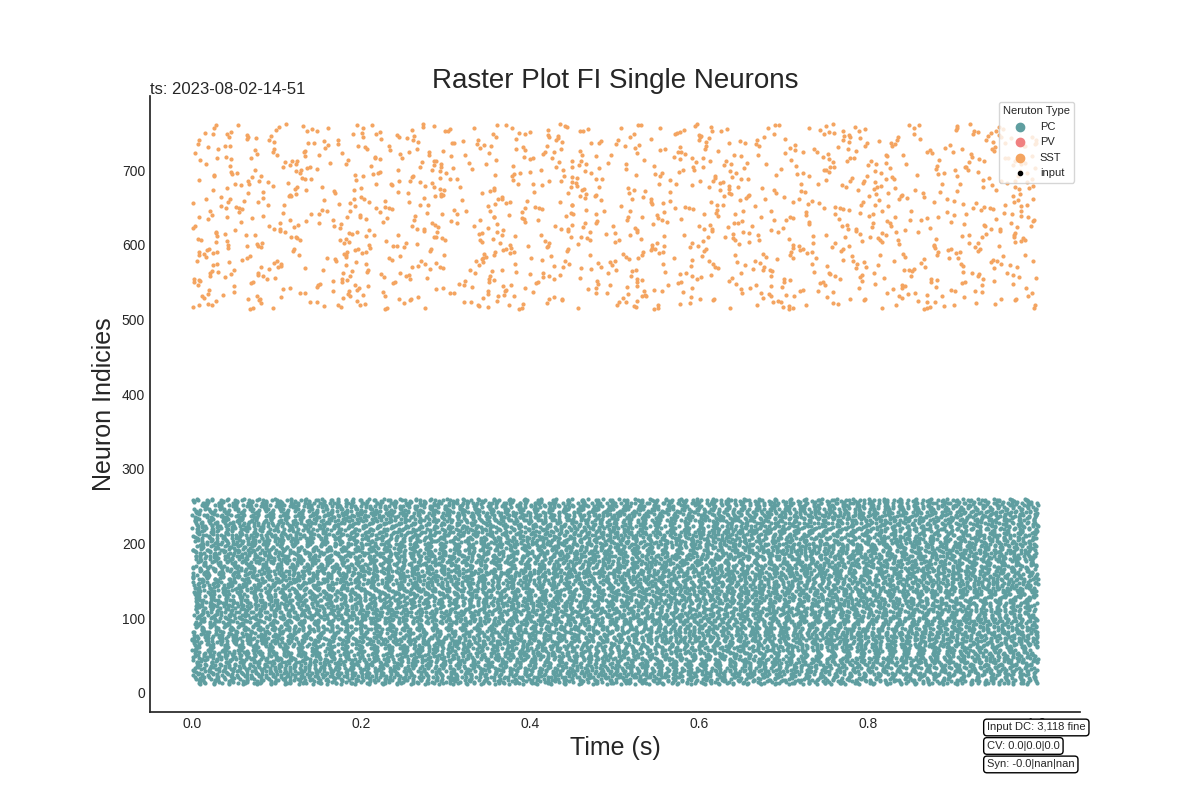 Raster Plot FI Single Neurons
ts: 2023-08-02-14-51
Neruton Type
PC
PV
SST
input
Neuron Indicies
700
600
500
400
300
200
100
0
0.0 0.2 0.4 0.6 0.8
Time (s)
Input DC: 3,118 fine
CV: 0.0|0.0|0.0
Syn: -0.0|nan|nan